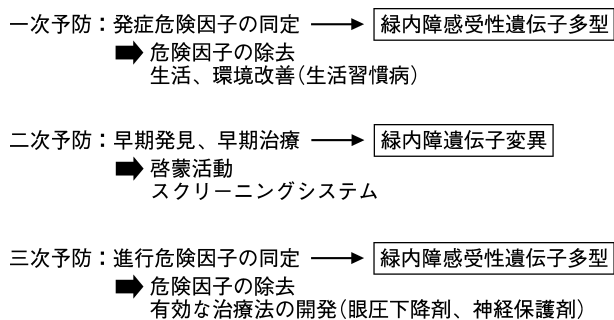 一次予防：発症危険因子の同定 → 緑内障感受性遺伝子多型
➡ 危険因子の除去
生活、環境改善（生活習慣病）
二次予防：早期発見、早期治療 → 緑内障遺伝子変異
➡ 啓蒙活動
スクリーニングシステム
三次予防：進行危険因子の同定 → 緑内障感受性遺伝子多型
➡ 危険因子の除去
有効な治療法の開発（眼圧下降剤、神経保護剤）